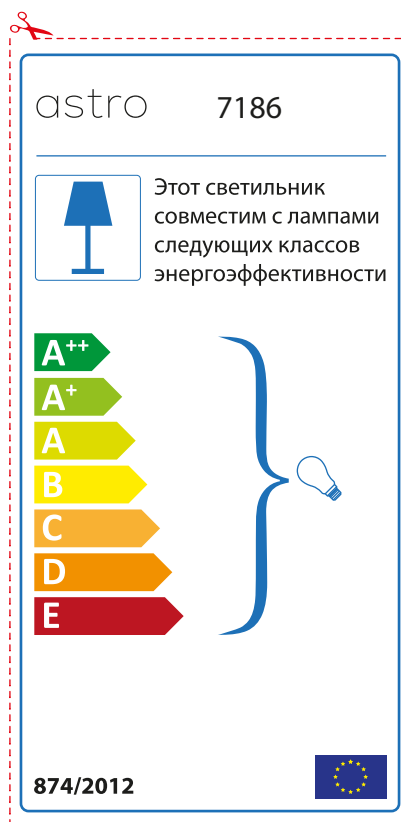 astro 7186
Этот светильник
совместим с лампами
следующих классов
энергоэффективности
A++
A+
A
B
C
D
E
874/2012